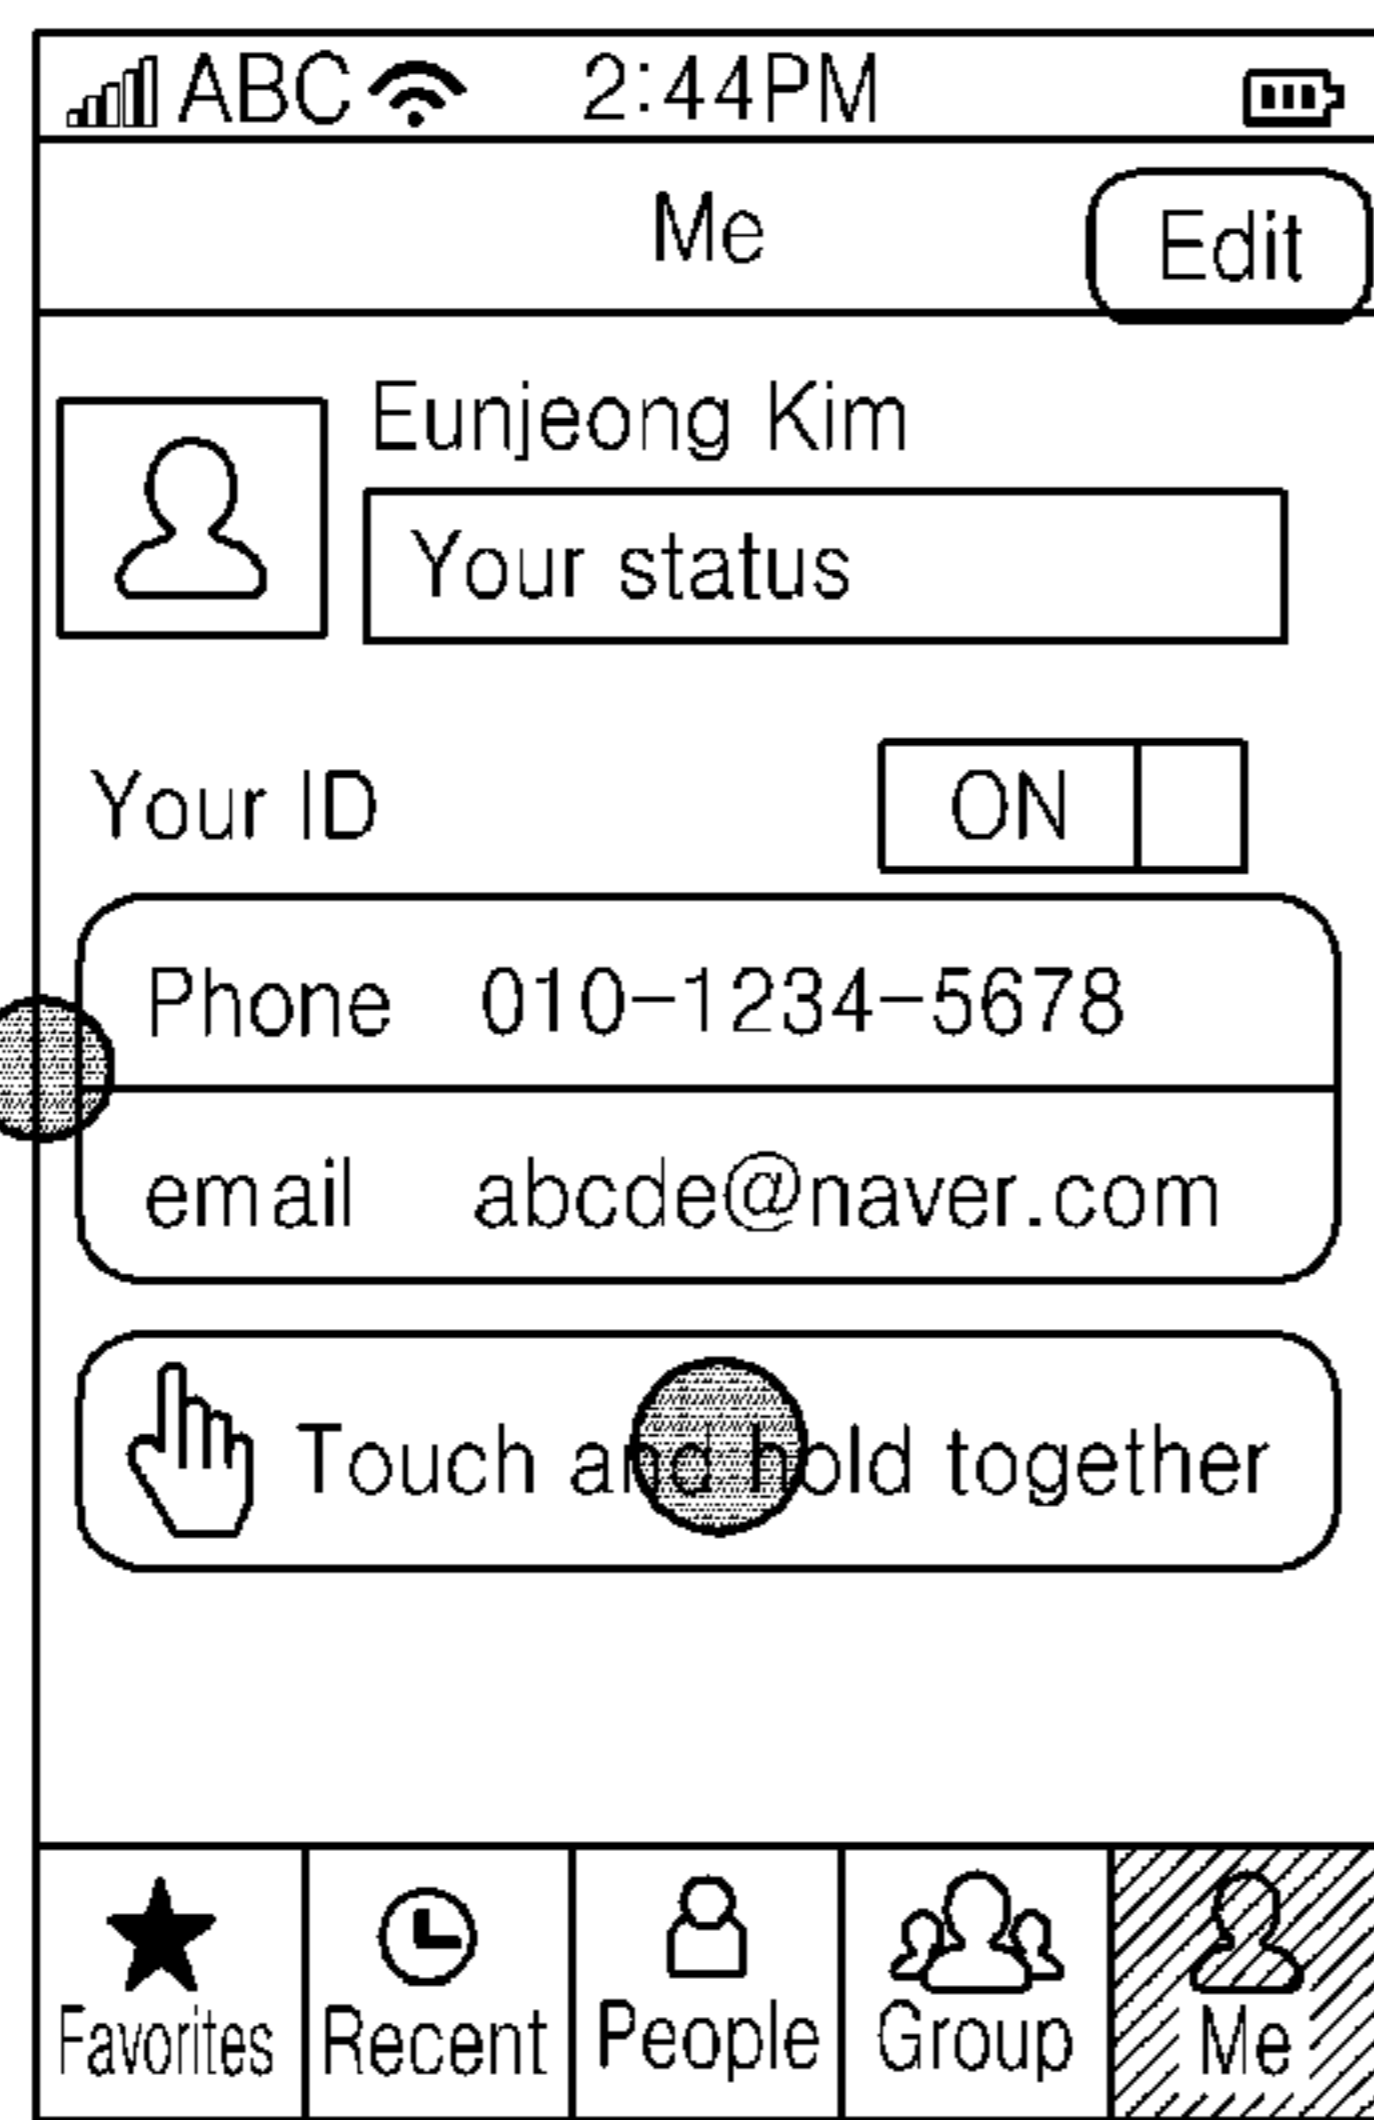 ABC 2:44PM
Me Edit
Eunjeong Kim
Your status
Your ID ON
Phone 010-1234-5678
email abcde@naver.com
Touch and hold together
Favorites Recent People Group Me